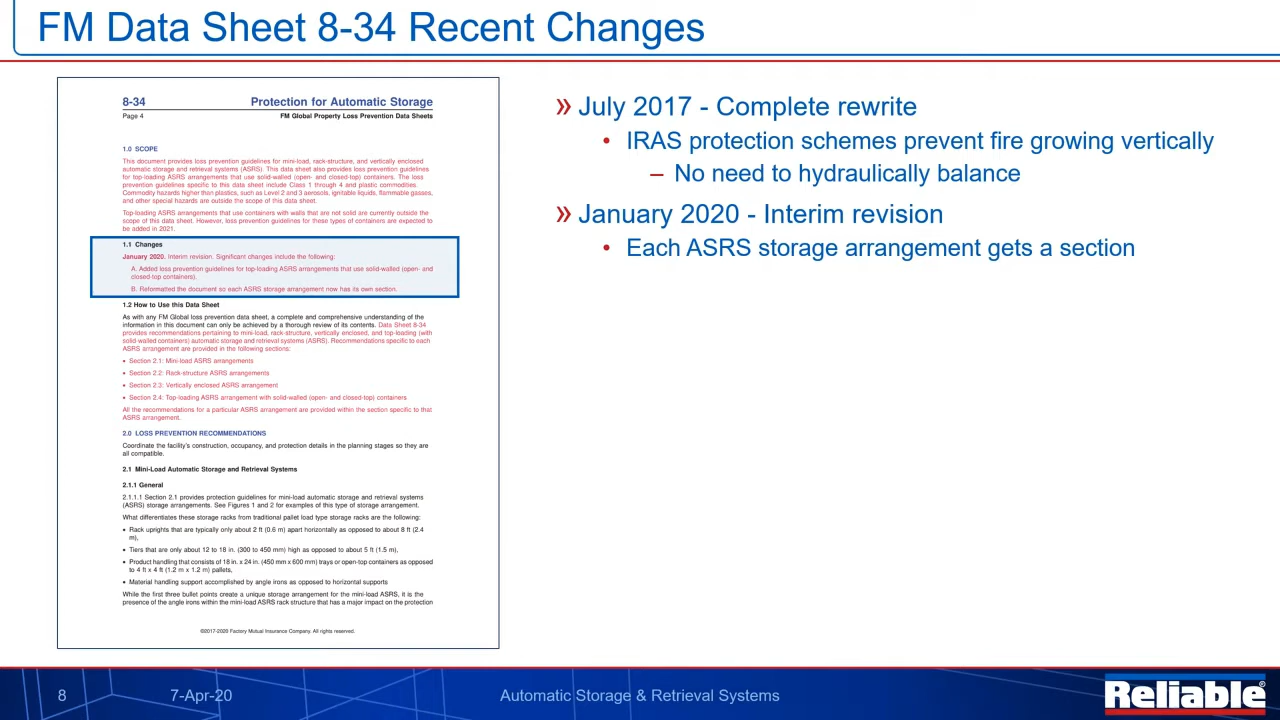 FM Data Sheet 8-34 Recent Changes
8-34 Protection for Automatic Storage
Page 4 FM Global Property Loss Prevention Data Sheets
1.0 SCOPE
This document provides loss prevention guidelines for mini-load, rack-structure, and vertically enclosed
automatic storage and retrieval systems (ASRS). This data sheet also provides loss prevention guidelines
for top-loading ASRS arrangements that use solid-walled (open- and closed-top) containers. The loss
prevention guidelines specific to this data sheet include Class 1 through 4 and plastic commodities.
Commodity hazards higher than plastics, such as Level 2 and 3 aerosols, ignitable liquids, flammable gasses,
and other special hazards are outside the scope of this data sheet.
Top-loading ASRS arrangements that use containers with walls that are not solid are currently outside the
scope of this data sheet. However, loss prevention guidelines for these types of containers are expected to
be added in 2021.
1.1 Changes
January 2020. Interim revision. Significant changes include the following:
A. Added loss prevention guidelines for top-loading ASRS arrangements that use solid-walled (open- and
closed-top containers).
B. Reformatted the document so each ASRS storage arrangement now has its own section.
1.2 How to Use this Data Sheet
As with any FM Global loss prevention data sheet, a complete and comprehensive understanding of the
information in this document can only be achieved by a thorough review of its contents. Data Sheet 8-34
provides recommendations pertaining to mini-load, rack-structure, vertically enclosed, and top-loading (with
solid-walled containers) automatic storage and retrieval systems (ASRS). Recommendations specific to each
ASRS arrangement are provided in the following sections:
• Section 2.1: Mini-load ASRS arrangements
• Section 2.2: Rack-structure ASRS arrangements
• Section 2.3: Vertically enclosed ASRS arrangement
• Section 2.4: Top-loading ASRS arrangement with solid-walled (open- and closed-top) containers
All the recommendations for a particular ASRS arrangement are provided within the section specific to that
ASRS arrangement.
2.0 LOSS PREVENTION RECOMMENDATIONS
Coordinate the facility's construction, occupancy, and protection details in the planning stages so they are
all compatible.
2.1 Mini-Load Automatic Storage and Retrieval Systems
2.1.1 General
2.1.1.1 Section 2.1 provides protection guidelines for mini-load automatic storage and retrieval systems
(ASRS) storage arrangements. See Figures 1 and 2 for examples of this type of storage arrangement.
What differentiates these storage racks from traditional pallet load type storage racks are the following:
• Rack uprights that are typically only about 2 ft (0.6 m) apart horizontally as opposed to about 8 ft (2.4
m),
• Tiers that are only about 12 to 18 in. (300 to 450 mm) high as opposed to about 5 ft (1.5 m),
• Product handling that consists of 18 in. x 24 in. (450 mm x 600 mm) trays or open-top containers as opposed
to 4 ft x 4 ft (1.2 m x 1.2 m) pallets,
• Material handling support accomplished by angle irons as opposed to horizontal supports
While the first three bullet points create a unique storage arrangement for the mini-load ASRS, it is the
presence of the angle irons within the mini-load ASRS rack structure that has a major impact on the protection
©2017-2020 Factory Mutual Insurance Company. All rights reserved.
» July 2017 - Complete rewrite
• IRAS protection schemes prevent fire growing vertically
– No need to hydraulically balance
» January 2020 - Interim revision
• Each ASRS storage arrangement gets a section
8 7-Apr-20 Automatic Storage & Retrieval Systems
Reliable®